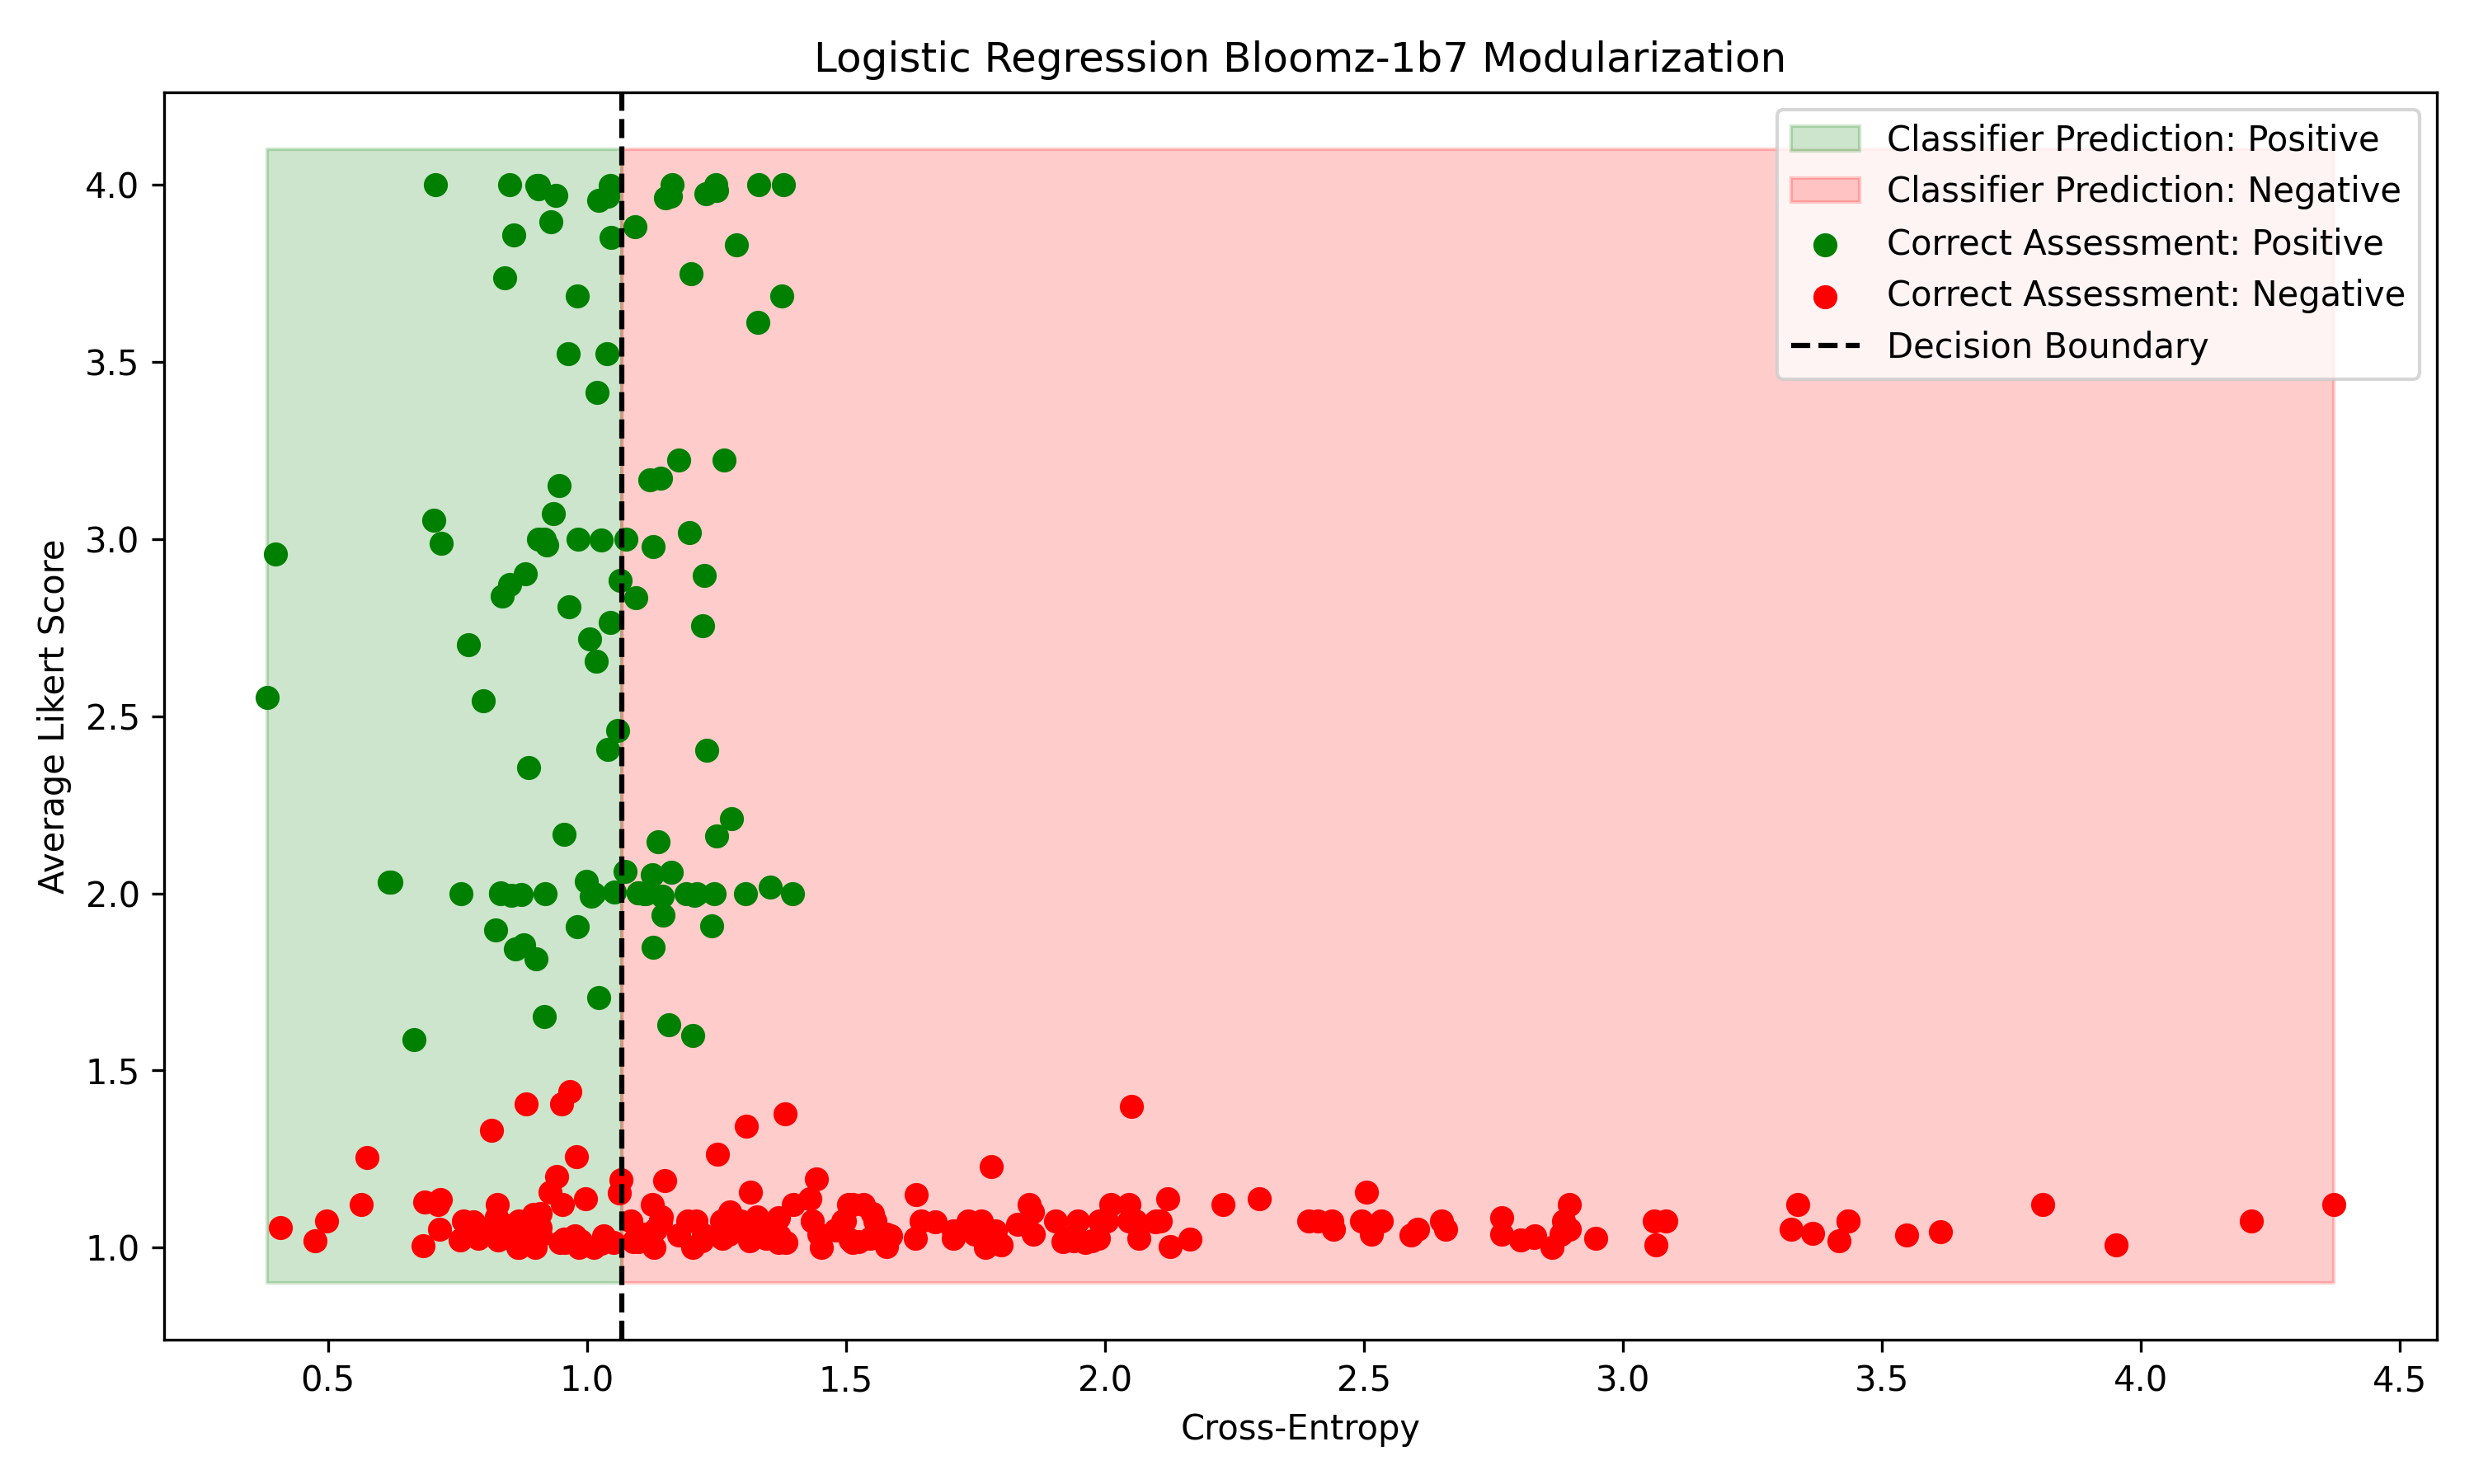 Logistic Regression Bloomz-1b7 Modularization
Classifier Prediction: Positive
Classifier Prediction: Negative
Correct Assessment: Positive
Correct Assessment: Negative
Decision Boundary
Average Likert Score
4.0
3.5
3.0
2.5
2.0
1.5
1.0
0.5 1.0 1.5 2.0 2.5 3.0 3.5 4.0 4.5
Cross-Entropy